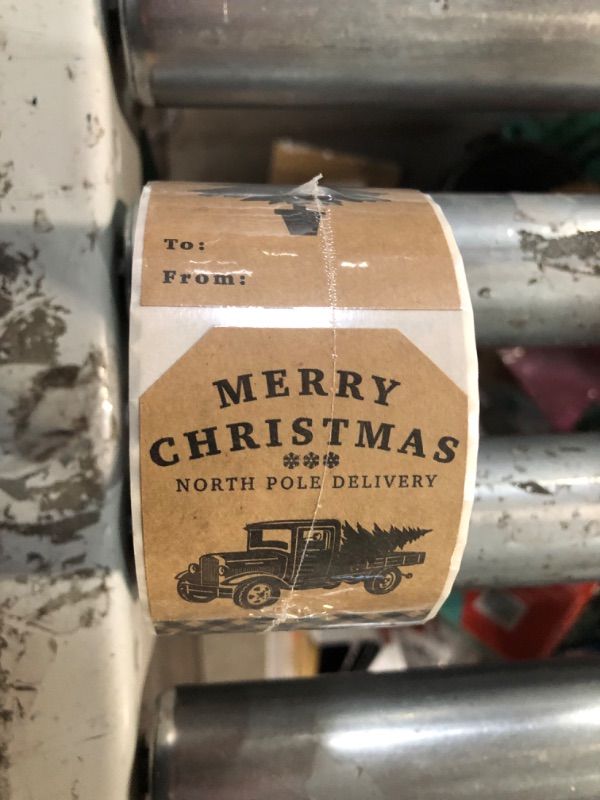 To:
From:
MERRY
CHRISTMAS
NORTH POLE DELIVERY